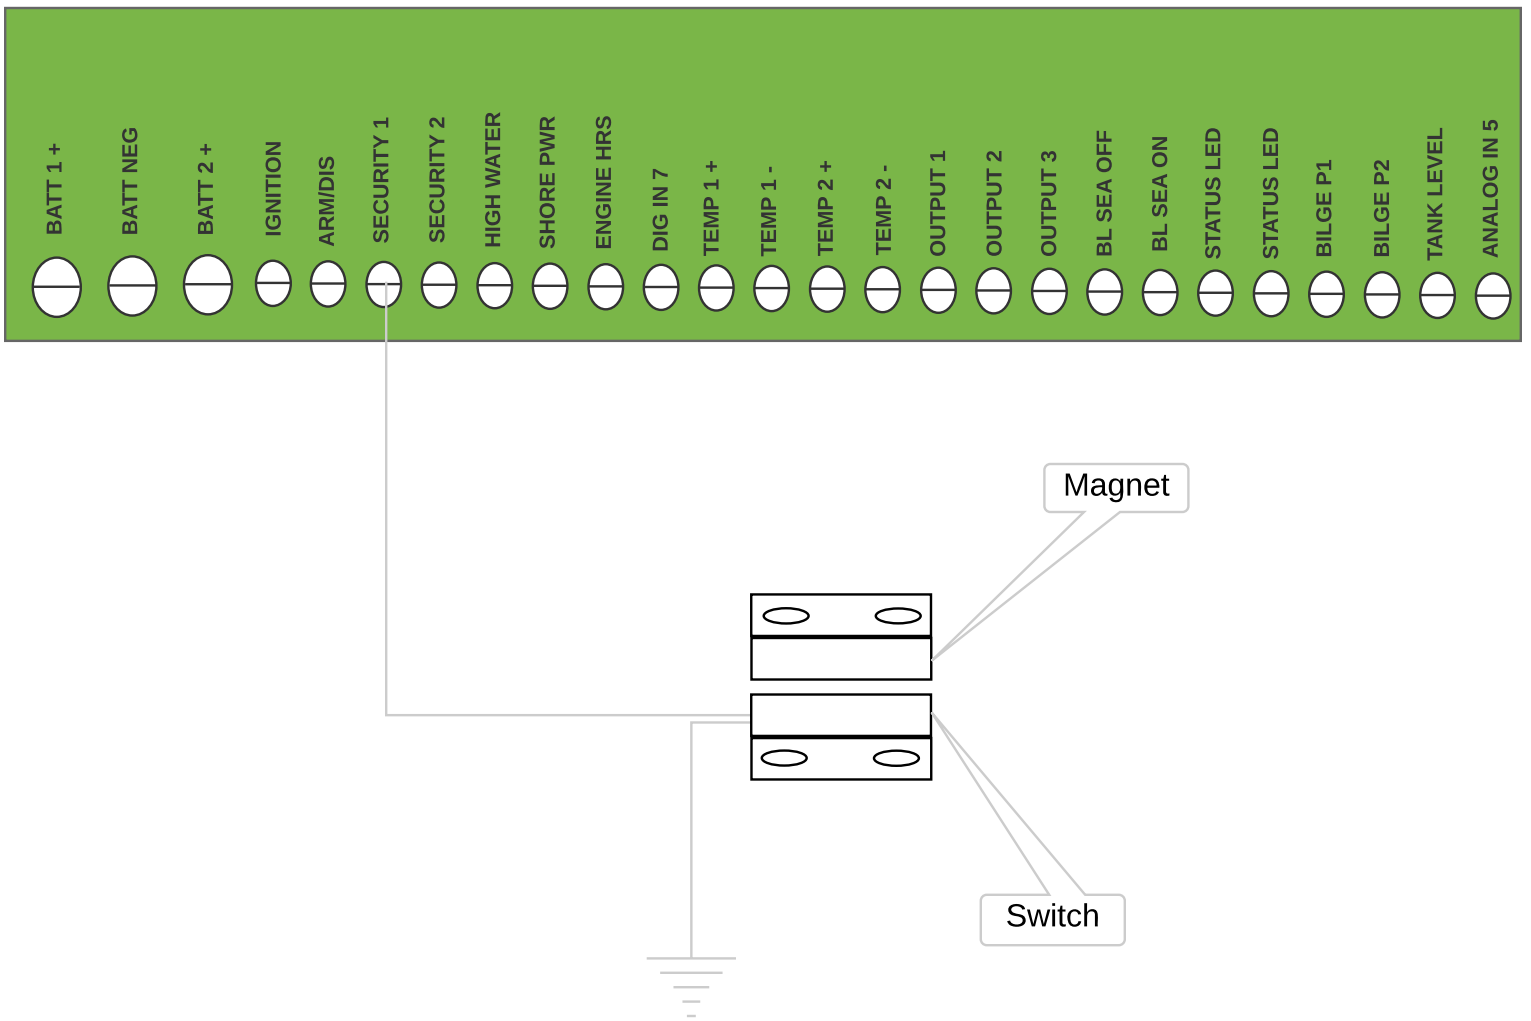 BATT 1 +
BATT NEG
BATT 2 +
IGNITION
ARM/DIS
SECURITY 1
SECURITY 2
HIGH WATER
SHORE PWR
ENGINE HRS
DIG IN 7
TEMP 1 +
TEMP 1 -
TEMP 2 +
TEMP 2 -
OUTPUT 1
OUTPUT 2
OUTPUT 3
BL SEA OFF
BL SEA ON
STATUS LED
STATUS LED
BILGE P1
BILGE P2
TANK LEVEL
ANALOG IN 5
Magnet
Switch